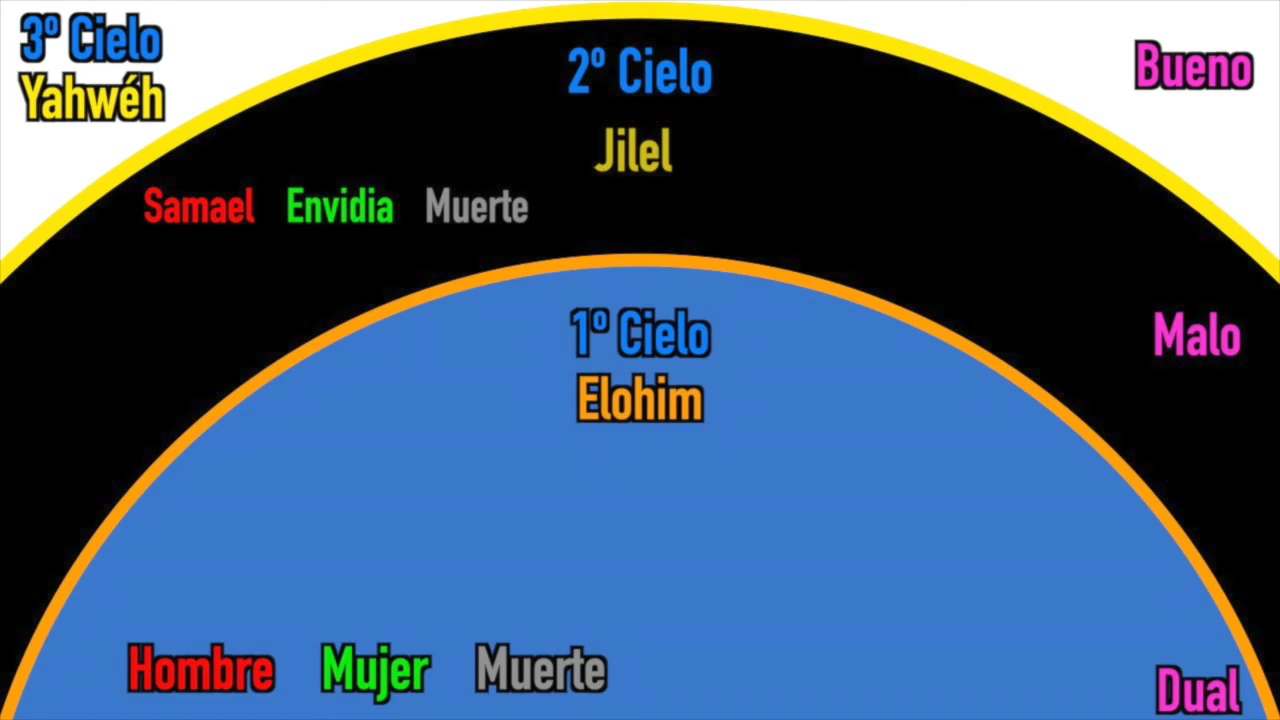 3º Cielo
Yahwéh
2º Cielo
Jilel
Bueno
Samael Envidia Muerte
1º Cielo
Elohim
Malo
Hombre Mujer Muerte
Dual